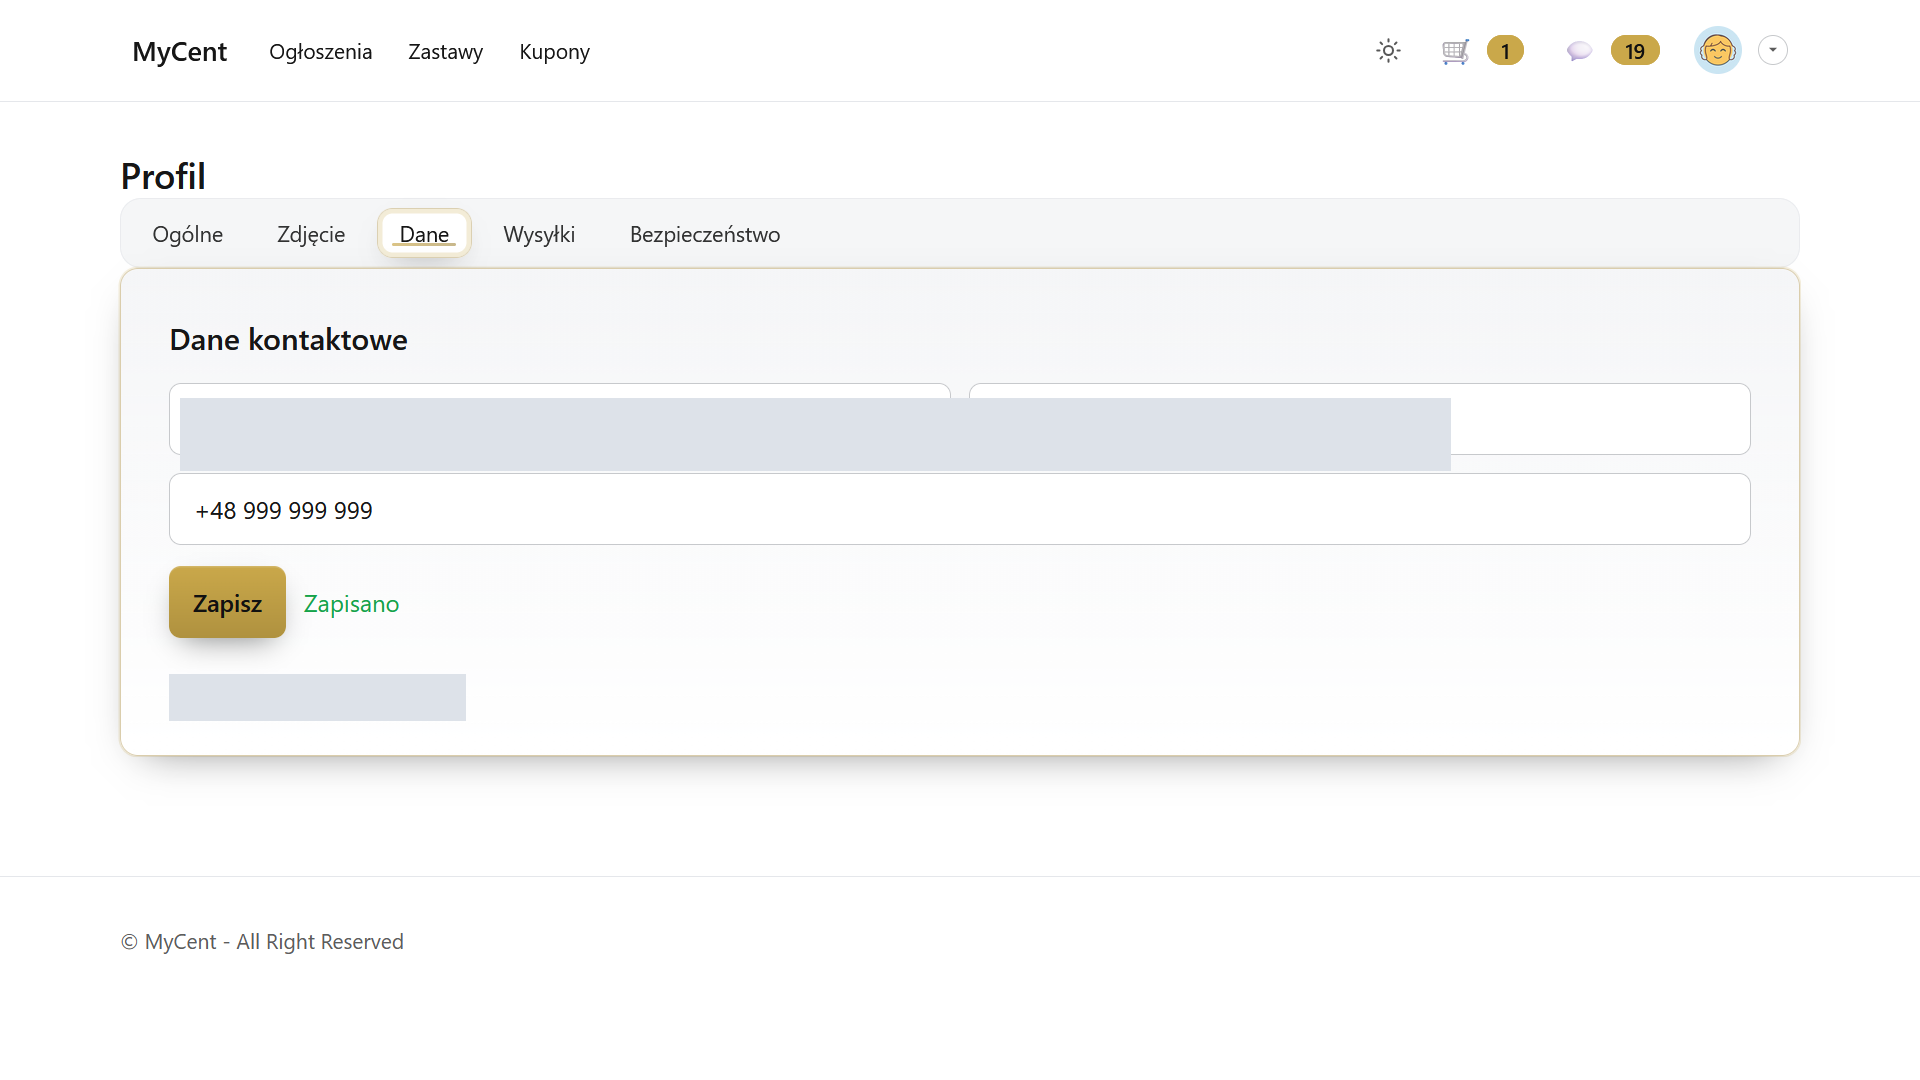 MyCent Ogłoszenia Zastawy Kupony 1 19
Profil
Ogólne Zdjęcie Dane Wysyłki Bezpieczeństwo
Dane kontaktowe
+48 999 999 999
Zapisz Zapisano
© MyCent - All Right Reserved